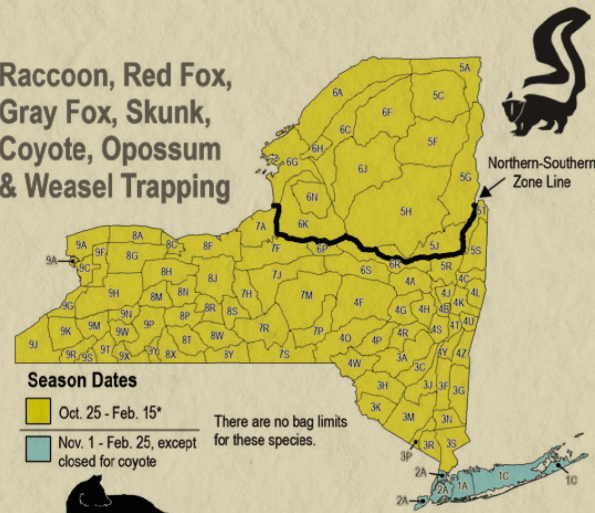 Raccoon, Red Fox,
Gray Fox, Skunk,
Coyote, Opossum
& Weasel Trapping
Northern-Southern
Zone Line
5A
6A
5C
6F
6C
5F
6H
6G
6J
5G
6N
5H
5T
7A
6K
8A
9A
9F
8C
8F
7F
6P
5J
5S
9A
9C
8G
6R
5R
6S
8H
8J
7J
4A
4C
9H
8M
8N
7H
7M
4F
4J
4L
9G
8R
8S
4G
4H
4B
4K
9N
8P
9K
9M
9P
7R
7P
4R
4S
4T
4U
9W
8T
8W
4O
4P
9J
9R
9S
9T
9X
9Y
8X
8Y
7S
3A
4Y
4Z
4W
3C
3H
3J
3F
3G
3K
3M
3N
3R
3S
3P
2A
2A
1A
1C
1C
2A
Season Dates
Oct. 25 - Feb. 15*
Nov. 1 - Feb. 25, except
closed for coyote
There are no bag limits
for these species.